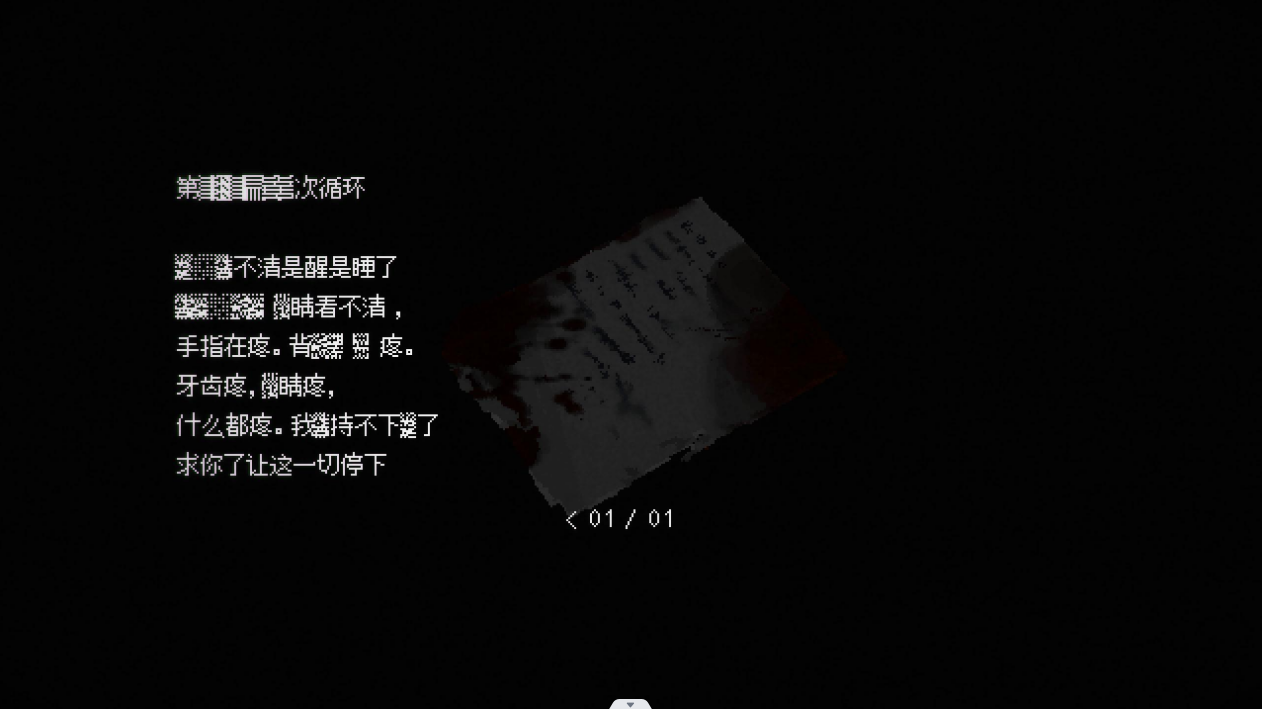 第次循环
不清是醒是睡了
睛看不清，
手指在疼。背 疼。
牙齿疼，睛疼，
什么都疼。我持不下了
求你了让这一切停下
< 01 / 01